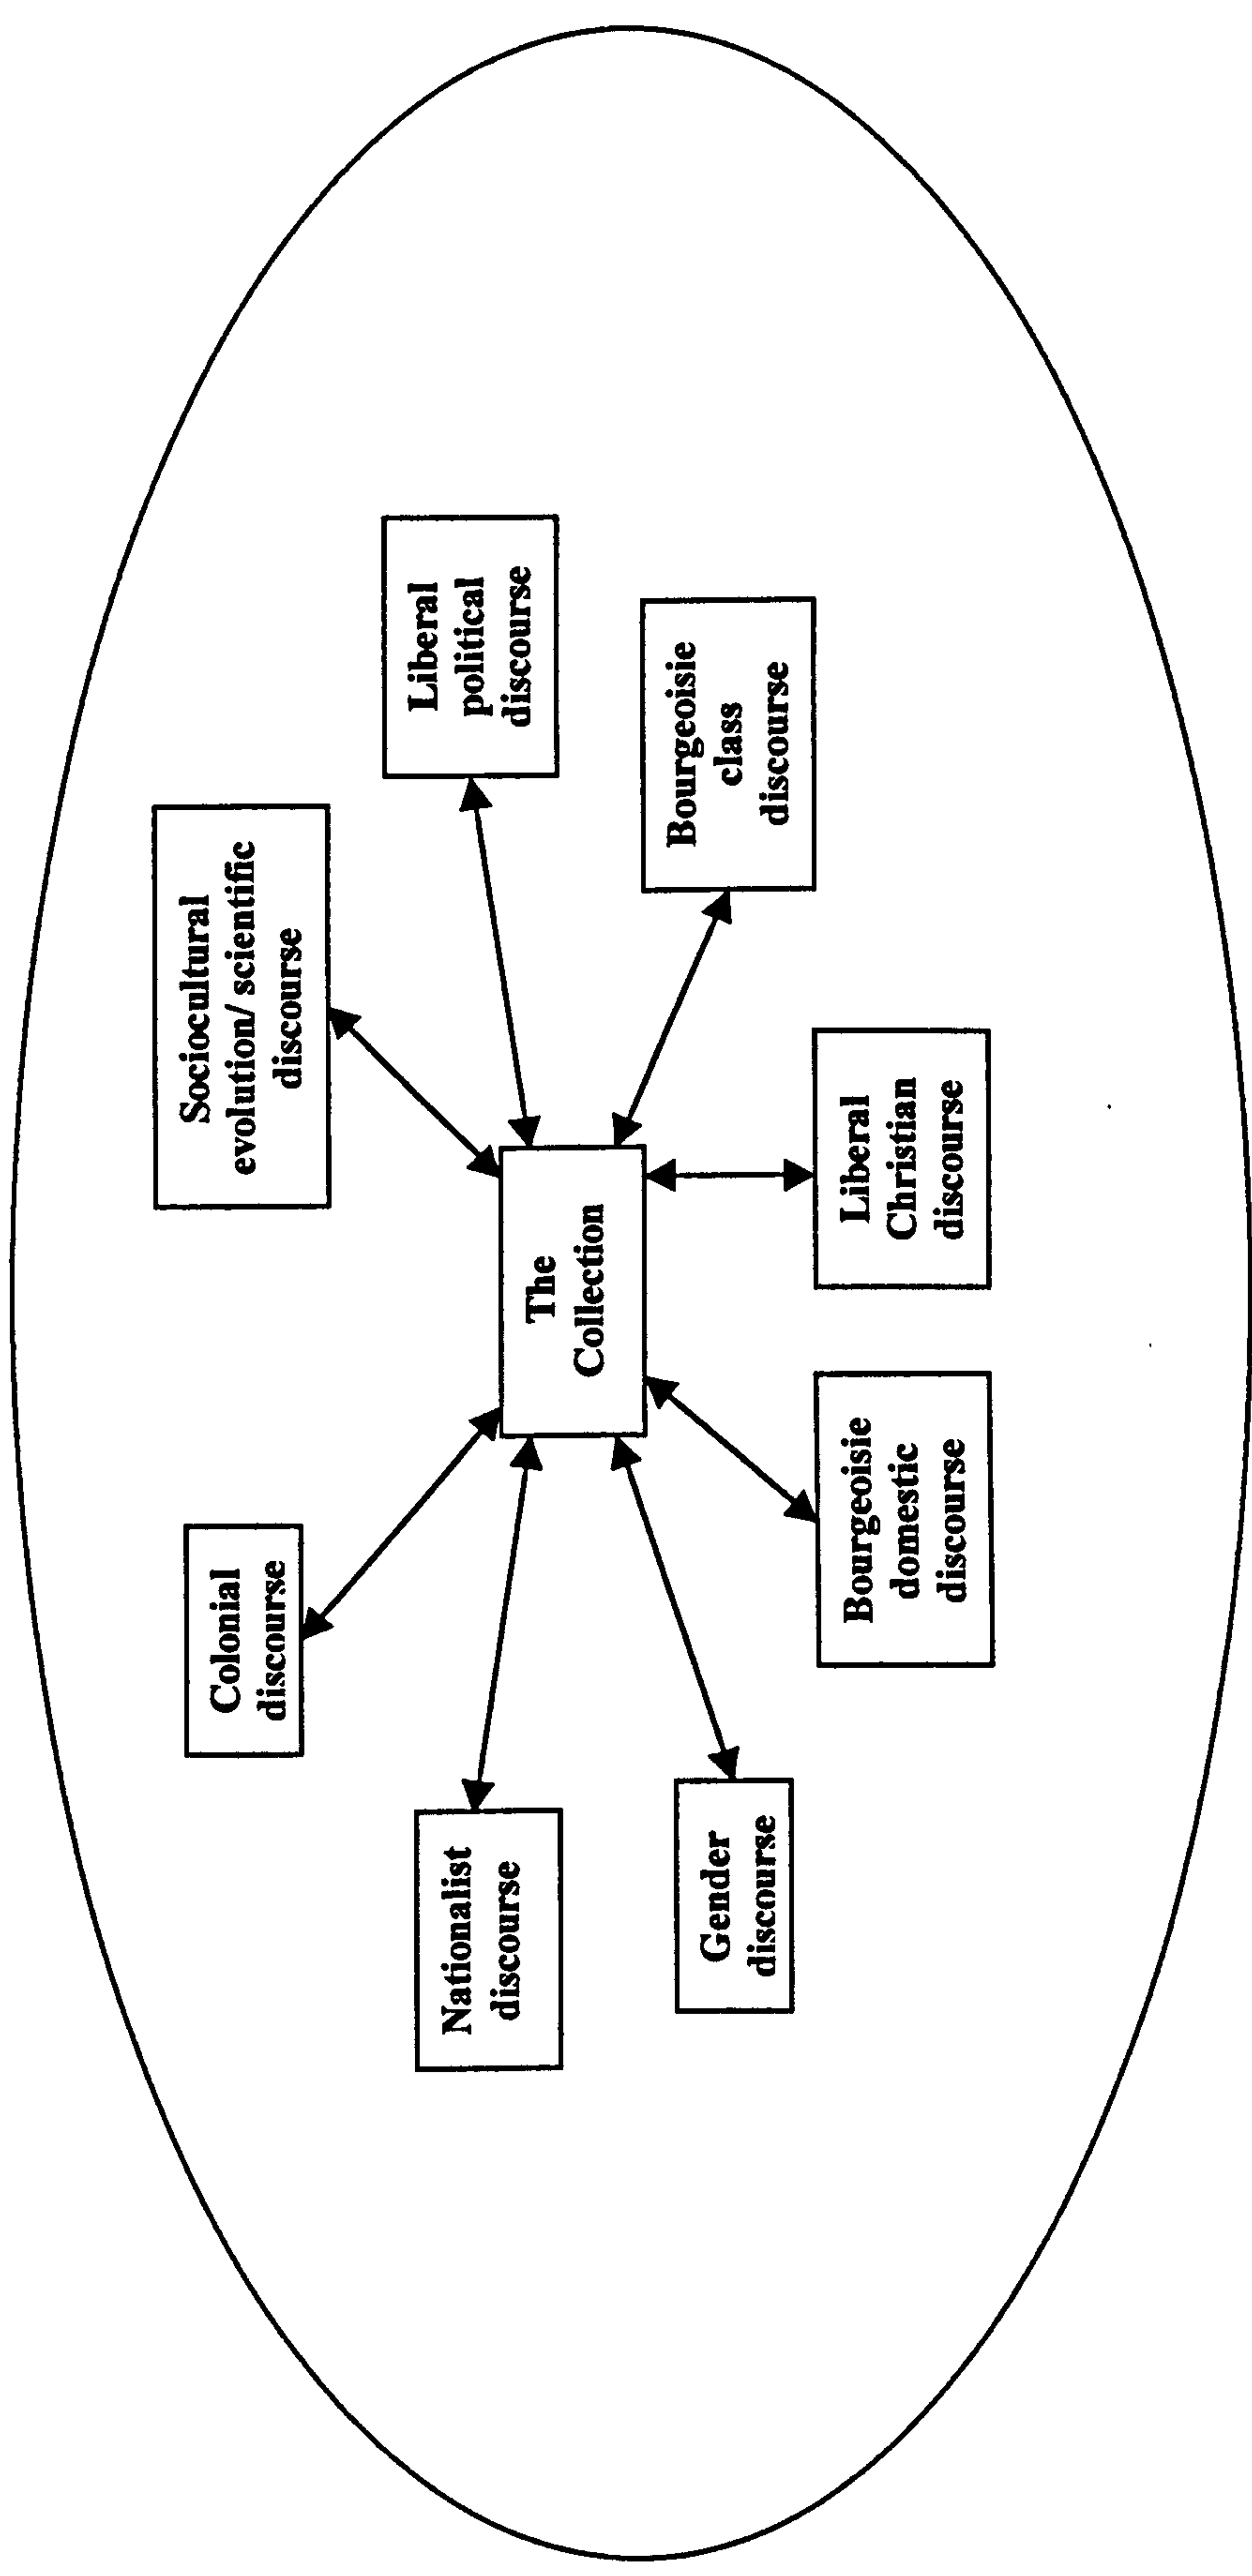 Colonial
discourse
Sociocultural
evolution/ scientific
discourse
Nationalist
discourse
Liberal
political
discourse
The
Collection
Gender
discourse
Bourgeoisie
class
discourse
Bourgeoisie
domestic
discourse
Liberal
Christian
discourse